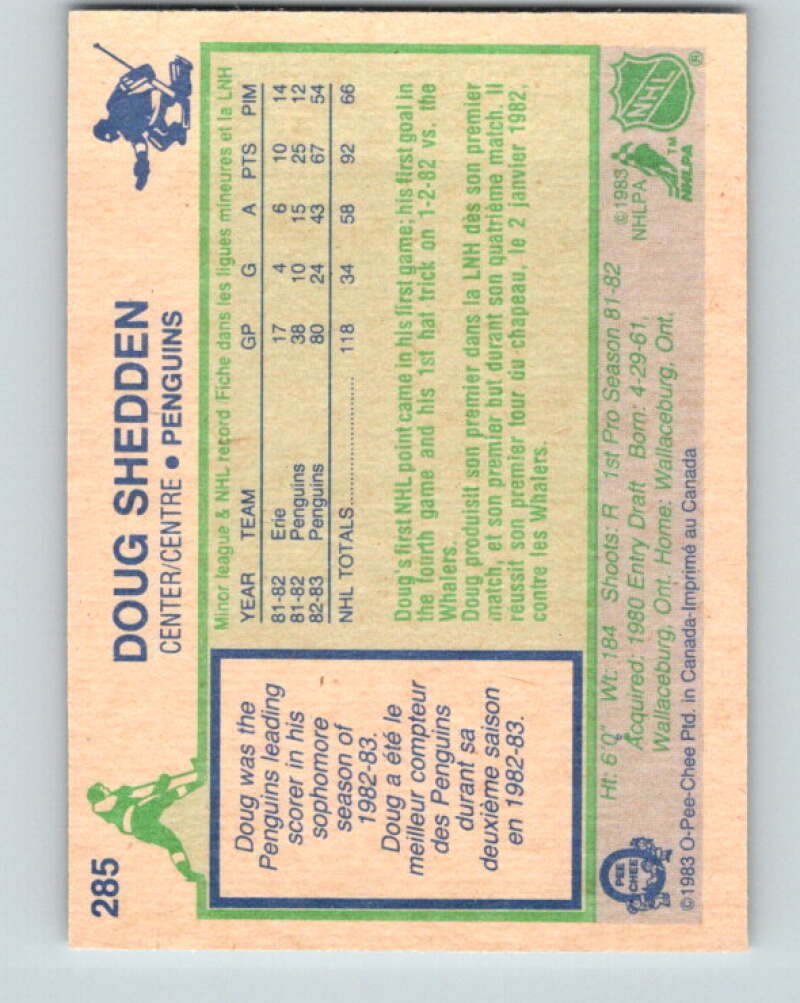 285
DOUG SHEDDEN
CENTER/CENTRE • PENGUINS
Doug was the
Penguins leading
scorer in his
sophomore
season of
1982-83.
Doug a été le
meilleur compteur
des Penguins
durant sa
deuxième saison
en 1982-83.
Minor league & NHL record Fiche dans les ligues mineures et la LNH
YEAR TEAM GP G A PTS PIM
81-82 Erie 17 4 6 10 14
81-82 Penguins 38 10 15 25 12
82-83 Penguins 80 24 43 67 54
NHL TOTALS.................... 118 34 58 92 66
Doug's first NHL point came in his first game; his first goal in
the fourth game and his 1st hat trick on 1-2-82 vs. the
Whalers.
Doug produisit son premier dans la LNH dès son premier
match, et son premier but durant son quatrième match. Il
réussit son premier tour du chapeau, le 2 janvier 1982,
contre les Whalers.
Ht: 6'0" Wt: 184 Shoots: R 1st Pro Season 81-82
Acquired: 1980 Entry Draft Born: 4-29-61,
Wallaceburg, Ont. Home: Wallaceburg, Ont.
©1983 O-Pee-Chee Ptd. in Canada-Imprimé au Canada
O PEE CHEE
©1983
NHLPA
NHL ®
NHLPA ™